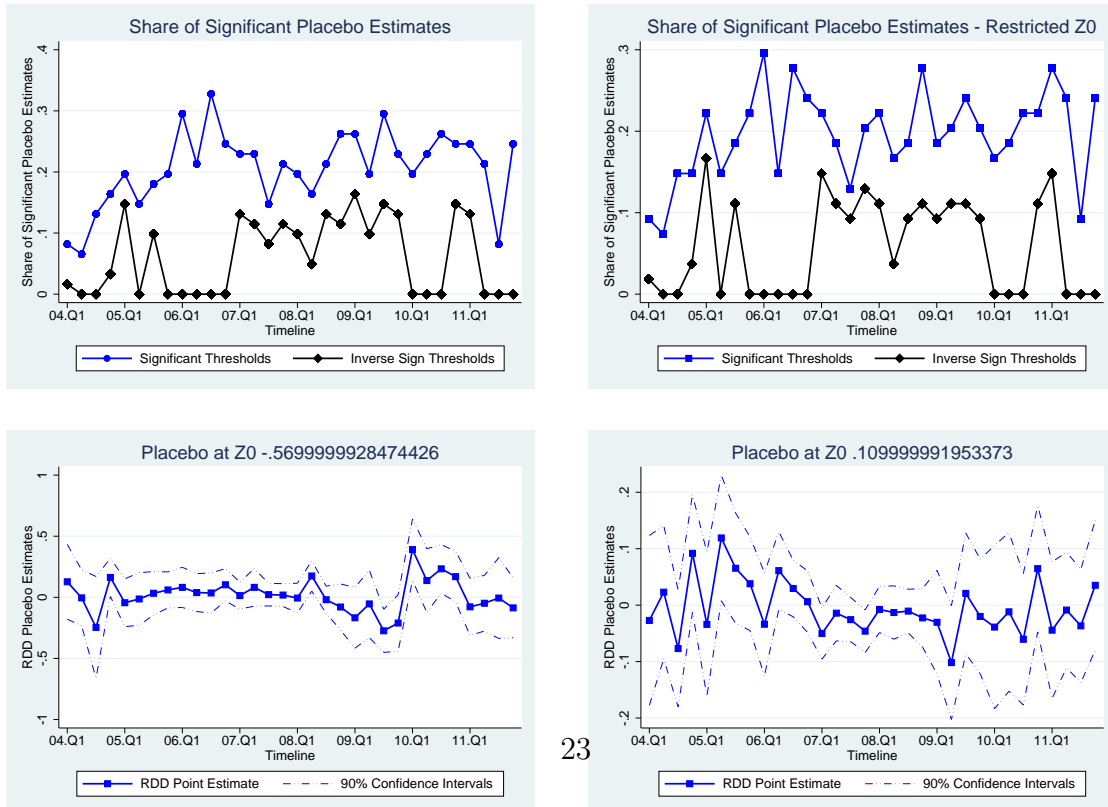 Share of Significant Placebo Estimates
Share of Significant Placebo Estimates
.4
.3
.2
.1
0
04.Q1 05.Q1 06.Q1 07.Q1 08.Q1 09.Q1 10.Q1 11.Q1
Timeline
Significant Thresholds Inverse Sign Thresholds
Share of Significant Placebo Estimates - Restricted Z0
Share of Significant Placebo Estimates
.3
.2
.1
0
04.Q1 05.Q1 06.Q1 07.Q1 08.Q1 09.Q1 10.Q1 11.Q1
Timeline
Significant Thresholds Inverse Sign Thresholds
Placebo at Z0 -.5699999928474426
RDD Placebo Estimates
1
.5
0
-.5
-1
04.Q1 05.Q1 06.Q1 07.Q1 08.Q1 09.Q1 10.Q1 11.Q1
Timeline
RDD Point Estimate 90% Confidence Intervals
Placebo at Z0 .109999991953373
RDD Placebo Estimates
.2
.1
0
-.1
-.2
04.Q1 05.Q1 06.Q1 07.Q1 08.Q1 09.Q1 10.Q1 11.Q1
Timeline
RDD Point Estimate 90% Confidence Intervals
23